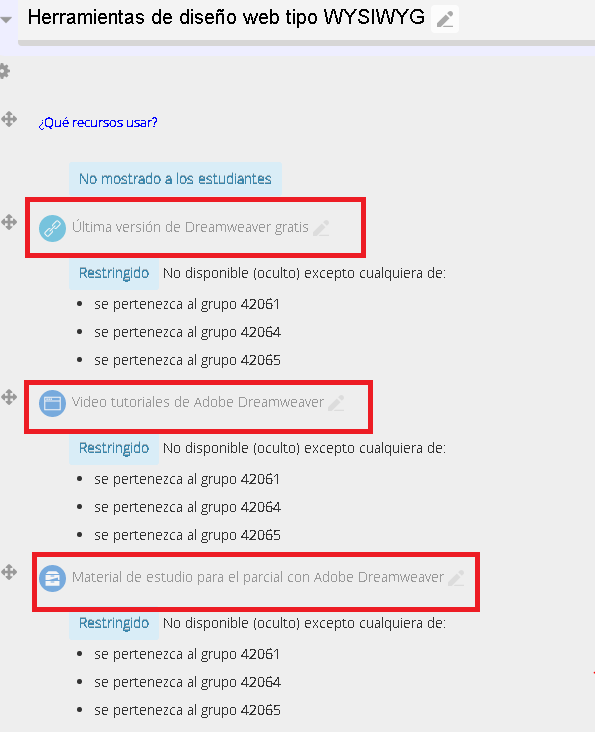 Herramientas de diseño web tipo WYSIWYG
¿Qué recursos usar?
No mostrado a los estudiantes
Última versión de Dreamweaver gratis
Restringido No disponible (oculto) excepto cualquiera de:
se pertenezca al grupo 42061
se pertenezca al grupo 42064
se pertenezca al grupo 42065
Video tutoriales de Adobe Dreamweaver
Restringido No disponible (oculto) excepto cualquiera de:
se pertenezca al grupo 42061
se pertenezca al grupo 42064
se pertenezca al grupo 42065
Material de estudio para el parcial con Adobe Dreamweaver
Restringido No disponible (oculto) excepto cualquiera de:
se pertenezca al grupo 42061
se pertenezca al grupo 42064
se pertenezca al grupo 42065